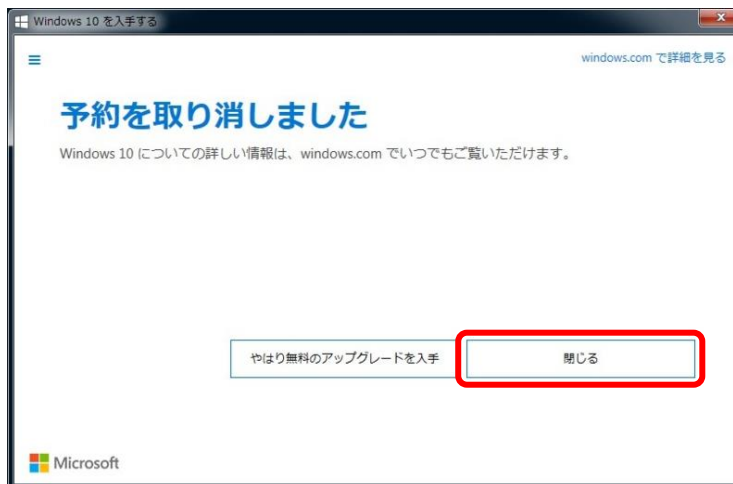 Windows 10 を入手する
windows.com で詳細を見る
予約を取り消しました
Windows 10 についての詳しい情報は、windows.com でいつでもご覧いただけます。
やはり無料のアップグレードを入手
閉じる
Microsoft